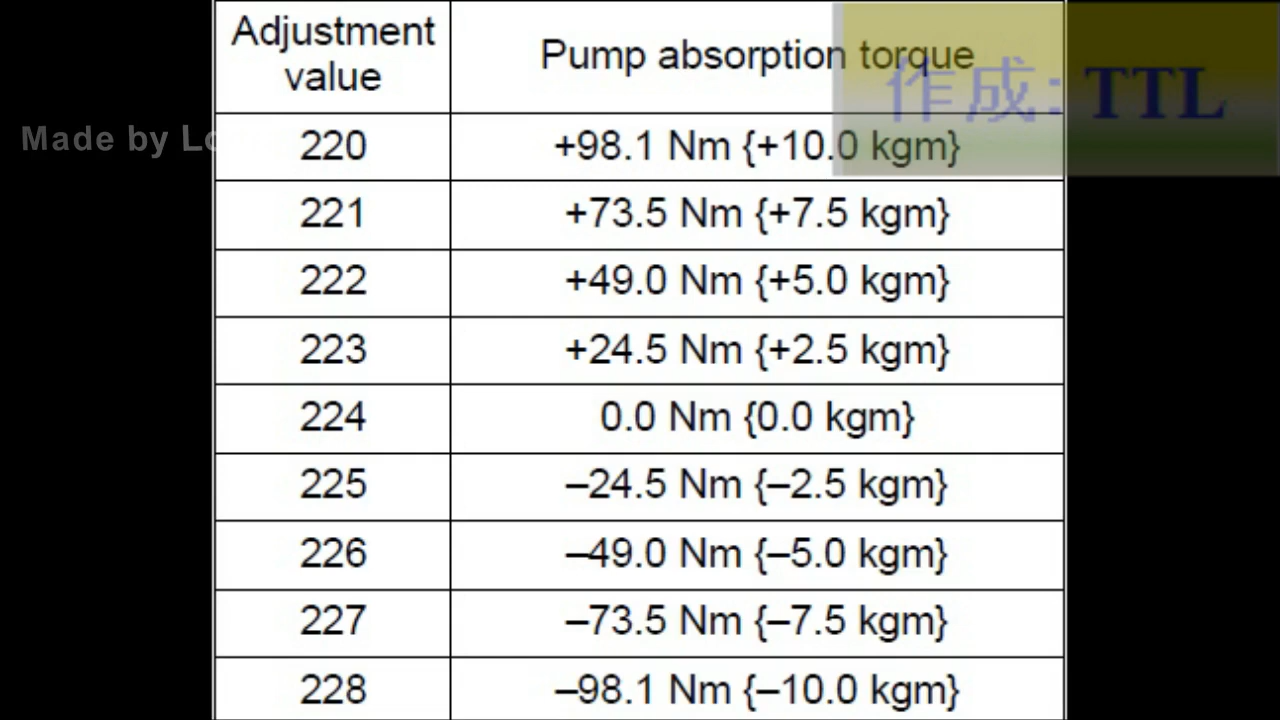 Adjustment value
Pump absorption torque
作成: TTL
Made by
220 +98.1 Nm {+10.0 kgm}
221 +73.5 Nm {+7.5 kgm}
222 +49.0 Nm {+5.0 kgm}
223 +24.5 Nm {+2.5 kgm}
224 0.0 Nm {0.0 kgm}
225 –24.5 Nm {–2.5 kgm}
226 –49.0 Nm {–5.0 kgm}
227 –73.5 Nm {–7.5 kgm}
228 –98.1 Nm {–10.0 kgm}